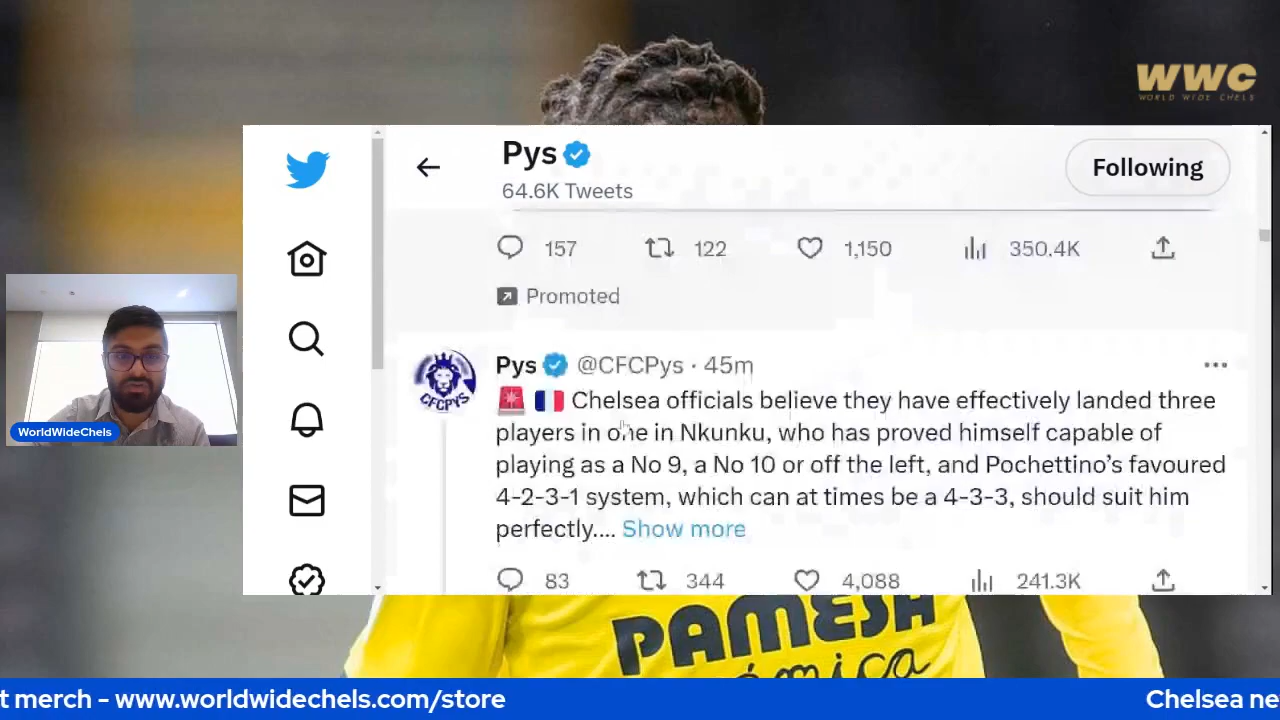 WWC
WORLD WIDE CHELS
Pys
64.6K Tweets
Following
157 122 1,150 350.4K
Promoted
Pys @CFCPys · 45m
Chelsea officials believe they have effectively landed three
players in one in Nkunku, who has proved himself capable of
playing as a No 9, a No 10 or off the left, and Pochettino’s favoured
4-2-3-1 system, which can at times be a 4-3-3, should suit him
perfectly.... Show more
83 344 4,088 241.3K
CFCPYS
WorldWideChels
PAMESA
t merch - www.worldwidechels.com/store
Chelsea ne